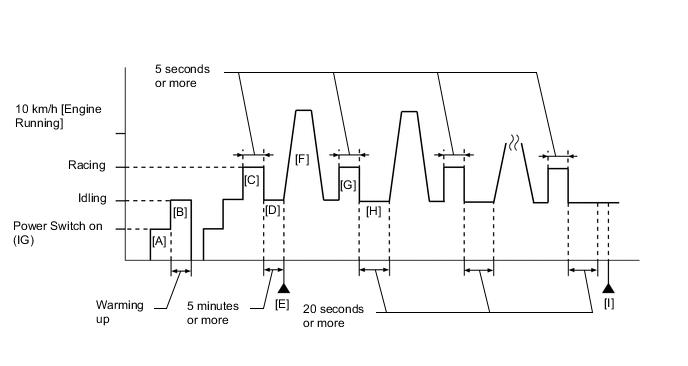 5 seconds
or more
10 km/h [Engine
Running]
Racing
[C]
[F]
[G]
Idling
[B]
[D]
[H]
Power Switch on
(IG)
[A]
Warming
up
5 minutes
or more
[E]
20 seconds
or more
[I]